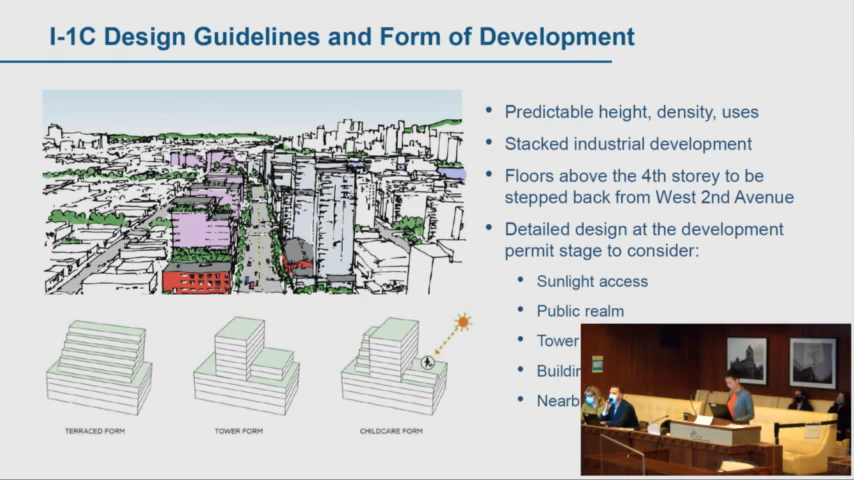 I-1C Design Guidelines and Form of Development
Predictable height, density, uses
Stacked industrial development
Floors above the 4th storey to be
stepped back from West 2nd Avenue
Detailed design at the development
permit stage to consider:
Sunlight access
Public realm
Tower
TERRACED FORM
TOWER FORM
CHILDCARE FORM